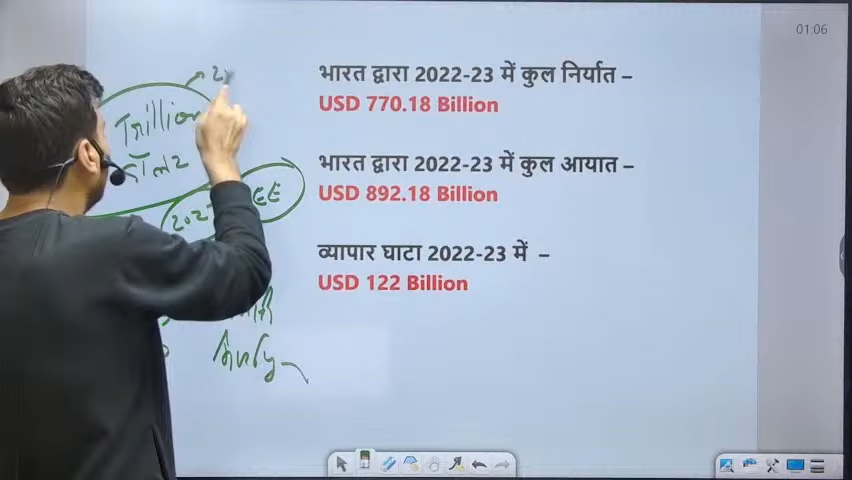 01:06
भारत द्वारा 2022-23 में कुल निर्यात –
USD 770.18 Billion
भारत द्वारा 2022-23 में कुल आयात –
USD 892.18 Billion
व्यापार घाटा 2022-23 में –
USD 122 Billion
Trillion